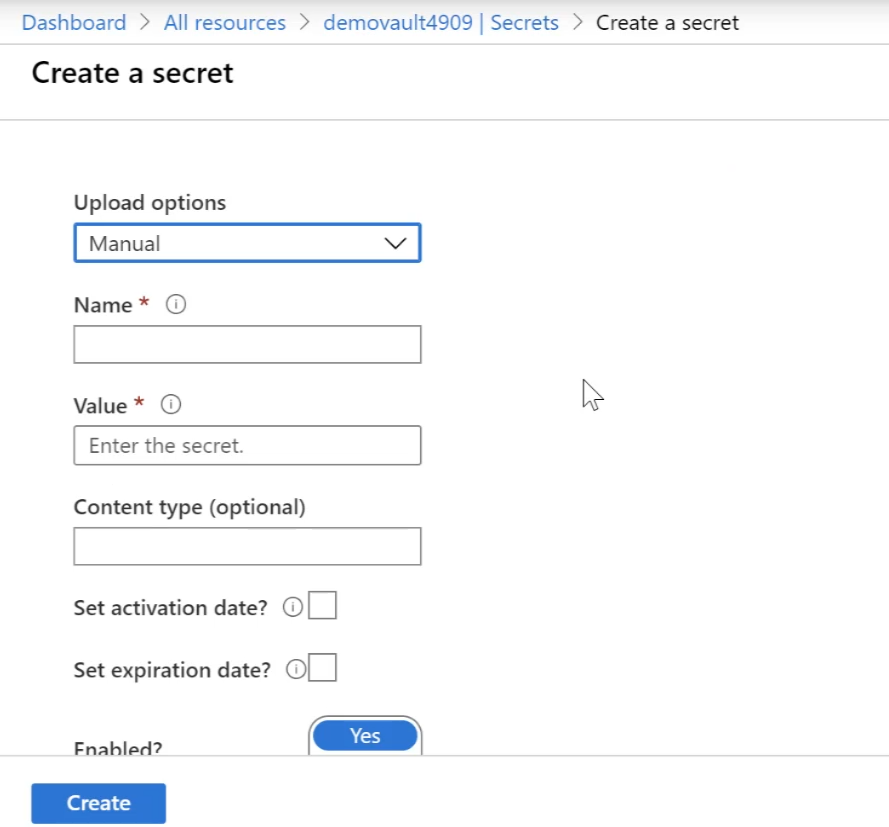 Dashboard > All resources > demovault4909 | Secrets > Create a secret
Create a secret
Upload options
Manual
Name *
Value *
Enter the secret.
Content type (optional)
Set activation date?
Set expiration date?
Enabled?
Yes
Create